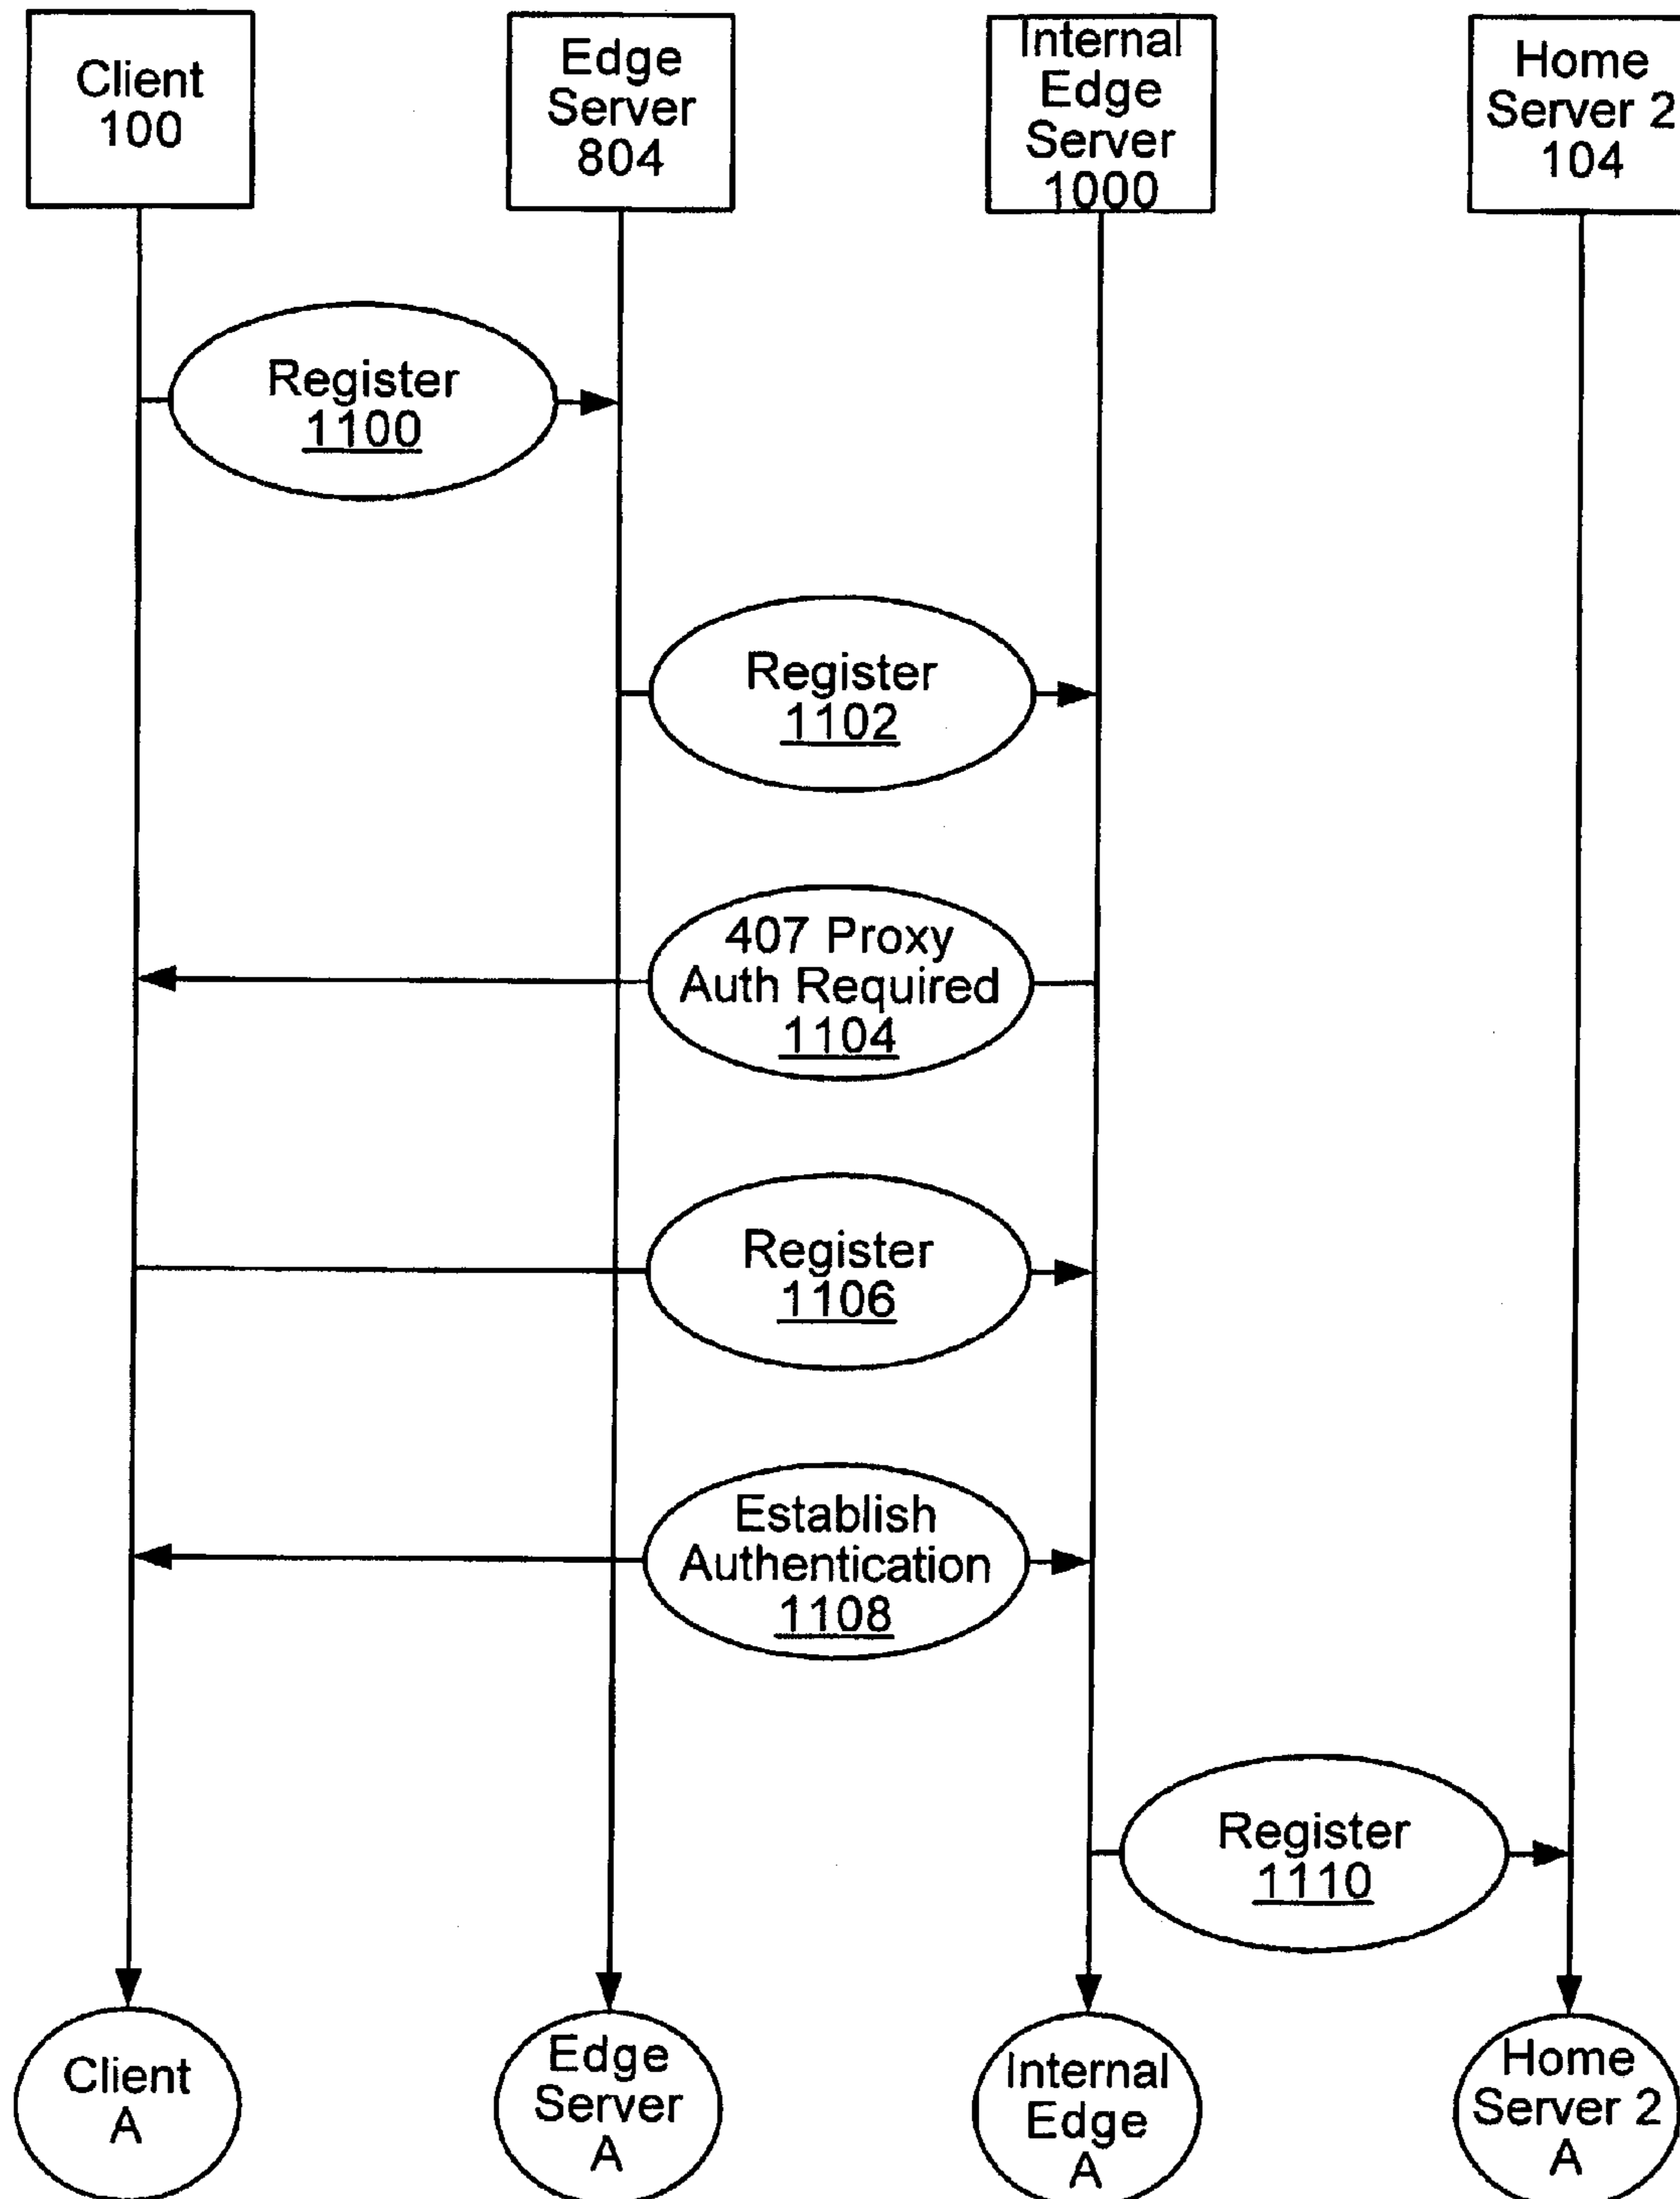 Client
100
Edge
Server
804
Internal
Edge
Server
1000
Home
Server 2
104
Register
1100
Register
1102
407 Proxy
Auth Required
1104
Register
1106
Establish
Authentication
1108
Register
1110
Client
A
Edge
Server
A
Internal
Edge
A
Home
Server 2
A